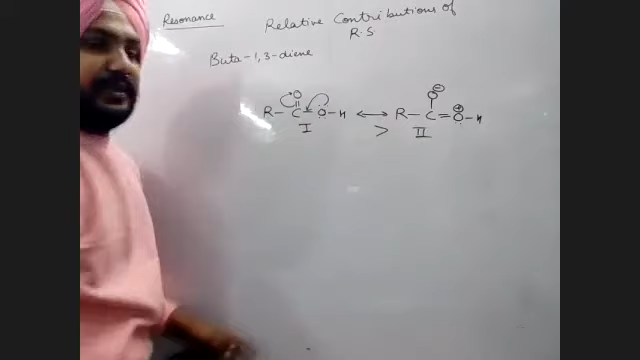 Resonance
Relative Contributions of
R.S.
Buta-1,3-diene
O
R-C-O-H ↔ R-C=O-H
I > II